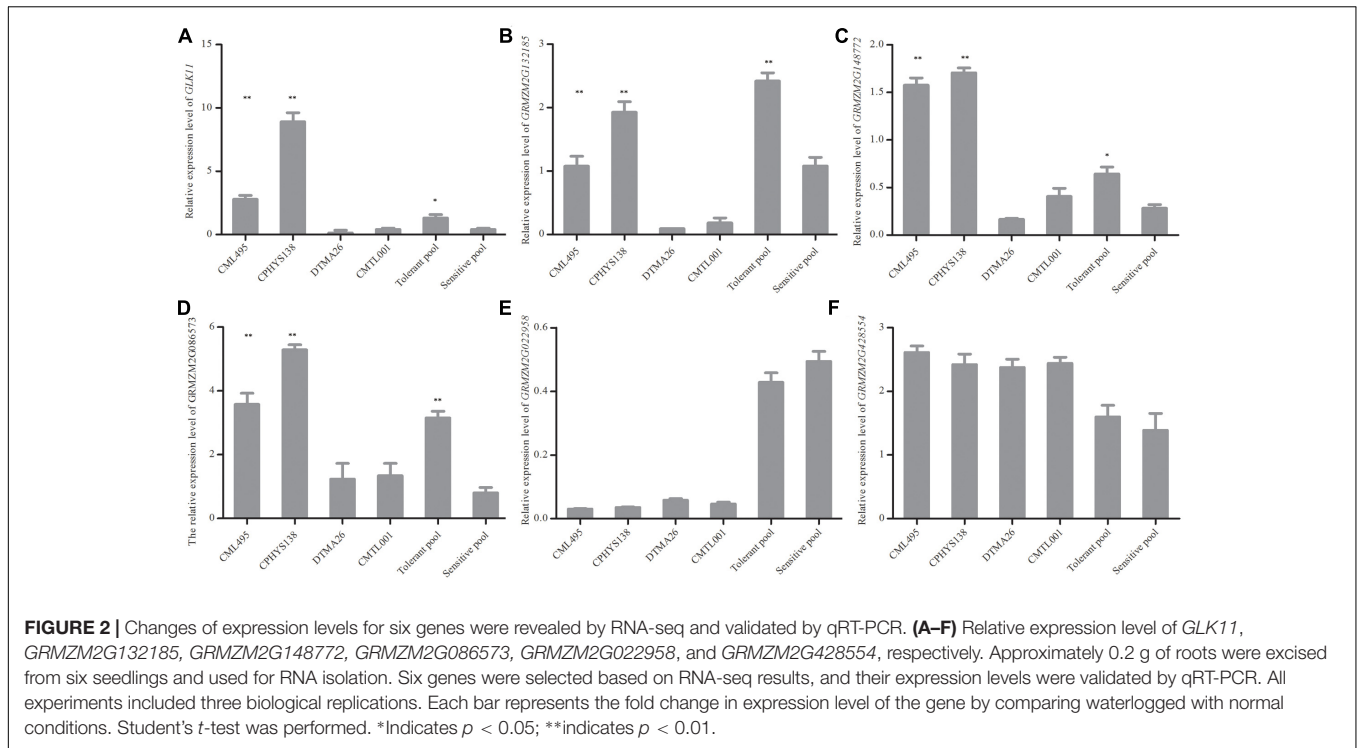 A
Relative expression level of GLK11
15
10
5
0
**
**
*
CML495
CPHYS138
DTMA26
CMTL001
Tolerant pool
Sensitive pool
B
Relative expression level of GRMZM2G132185
3
2
1
0
**
**
**
CML495
CPHYS138
DTMA26
CMTL001
Tolerant pool
Sensitive pool
C
Relative expression level of GRMZM2G148772
2.0
1.5
1.0
0.5
0.0
**
**
*
CML495
CPHYS138
DTMA26
CMTL001
Tolerant pool
Sensitive pool
D
The relative expression level of GRMZM2G086573
6
4
2
0
**
**
**
CML495
CPHYS138
DTMA26
CMTL001
Tolerant pool
Sensitive pool
E
Relative expression level of GRMZM2G022958
0.6
0.4
0.2
0.0
CML495
CPHYS138
DTMA26
CMTL001
Tolerant pool
Sensitive pool
F
Relative expression level of GRMZM2G428554
3
2
1
0
CML495
CPHYS138
DTMA26
CMTL001
Tolerant pool
Sensitive pool
FIGURE 2 | Changes of expression levels for six genes were revealed by RNA-seq and validated by qRT-PCR. (A–F) Relative expression level of GLK11,
GRMZM2G132185, GRMZM2G148772, GRMZM2G086573, GRMZM2G022958, and GRMZM2G428554, respectively. Approximately 0.2 g of roots were excised
from six seedlings and used for RNA isolation. Six genes were selected based on RNA-seq results, and their expression levels were validated by qRT-PCR. All
experiments included three biological replications. Each bar represents the fold change in expression level of the gene by comparing waterlogged with normal
conditions. Student's t-test was performed. *Indicates p < 0.05; **indicates p < 0.01.